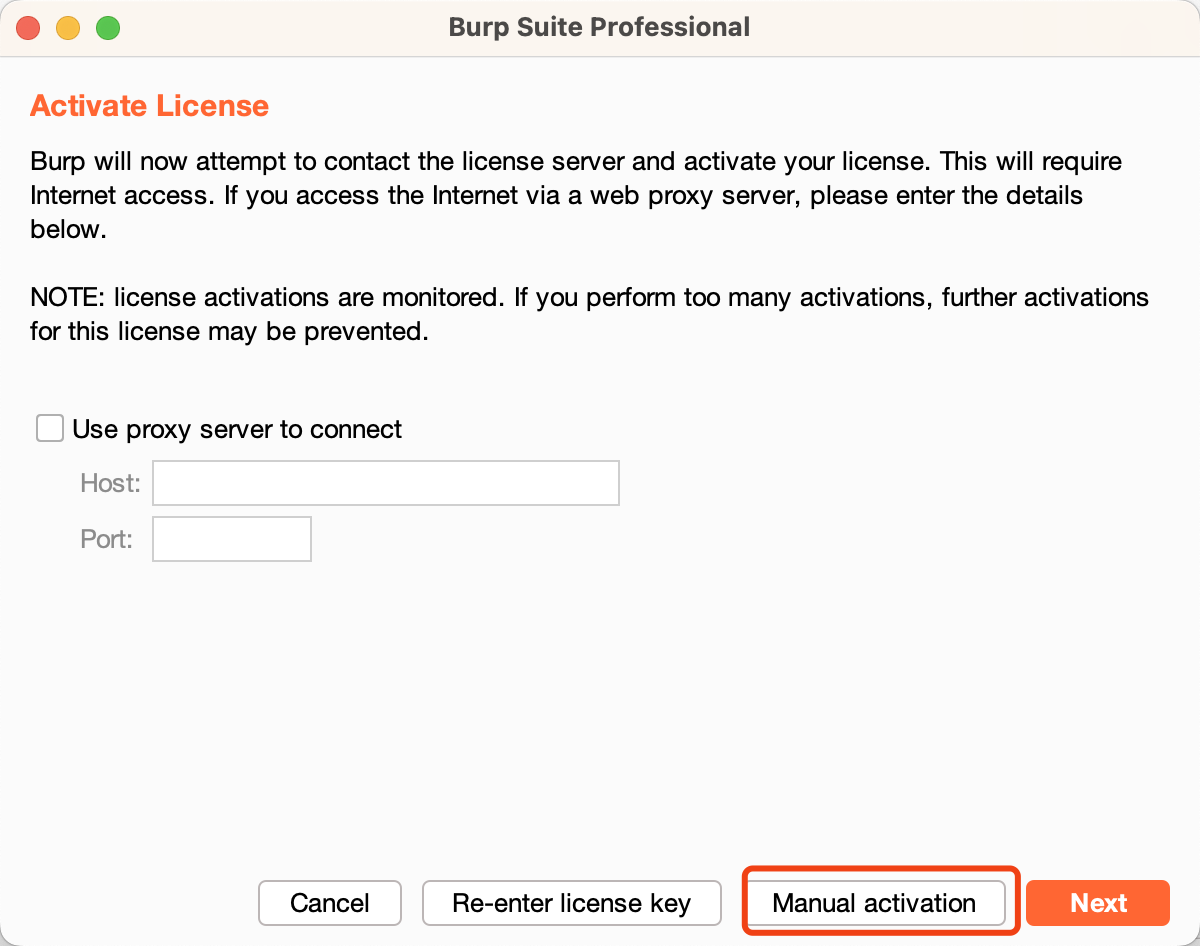 Burp Suite Professional
Activate License
Burp will now attempt to contact the license server and activate your license. This will require
Internet access. If you access the Internet via a web proxy server, please enter the details
below.
NOTE: license activations are monitored. If you perform too many activations, further activations
for this license may be prevented.
Use proxy server to connect
Host:
Port:
Cancel
Re-enter license key
Manual activation
Next